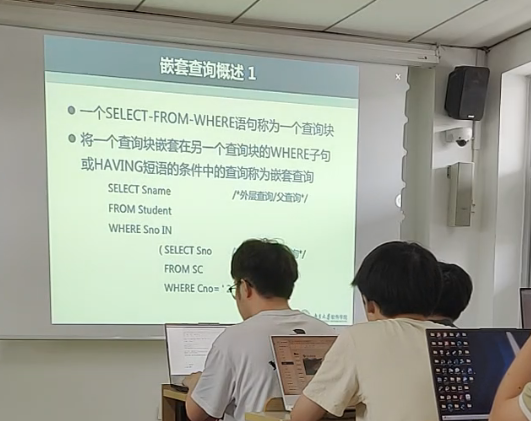 嵌套查询概述 1
一个SELECT-FROM-WHERE语句称为一个查询块
将一个查询块嵌套在另一个查询块的WHERE子句
或HAVING短语的条件中的查询称为嵌套查询
SELECT Sname /*外层查询/父查询*/
FROM Student
WHERE Sno IN
( SELECT Sno
FROM SC
WHERE Cno= ' 2